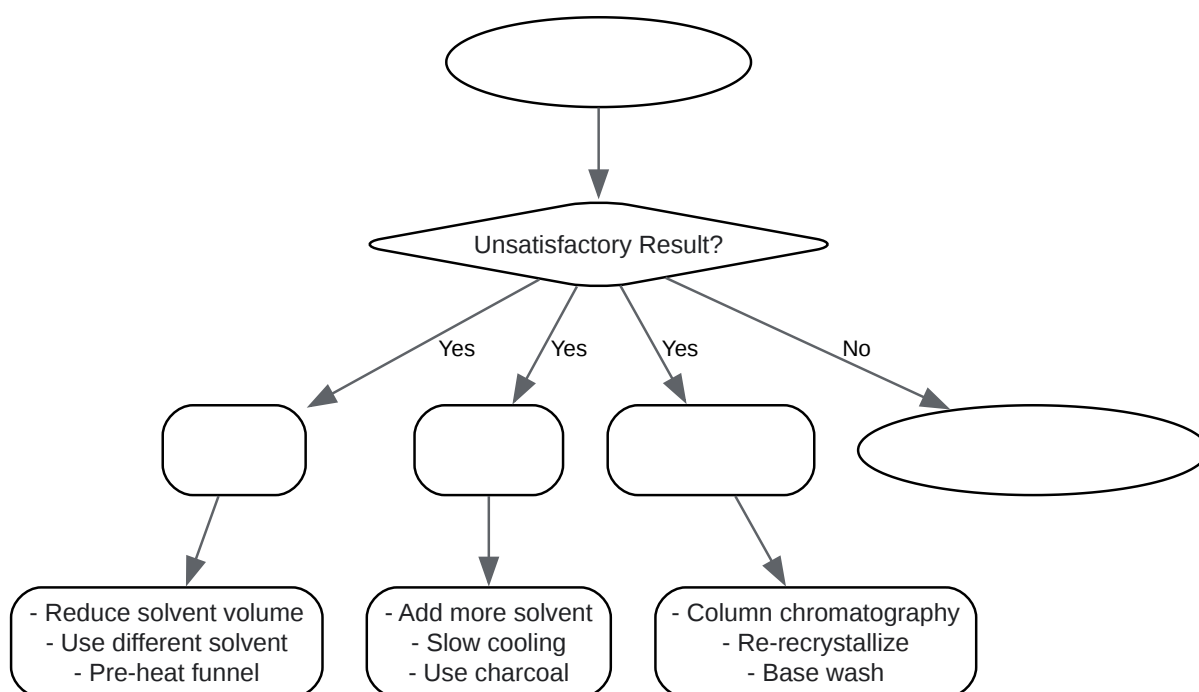 Unsatisfactory Result?
Yes
Yes
Yes
No
- Reduce solvent volume
- Use different solvent
- Pre-heat funnel
- Add more solvent
- Slow cooling
- Use charcoal
- Column chromatography
- Re-recrystallize
- Base wash